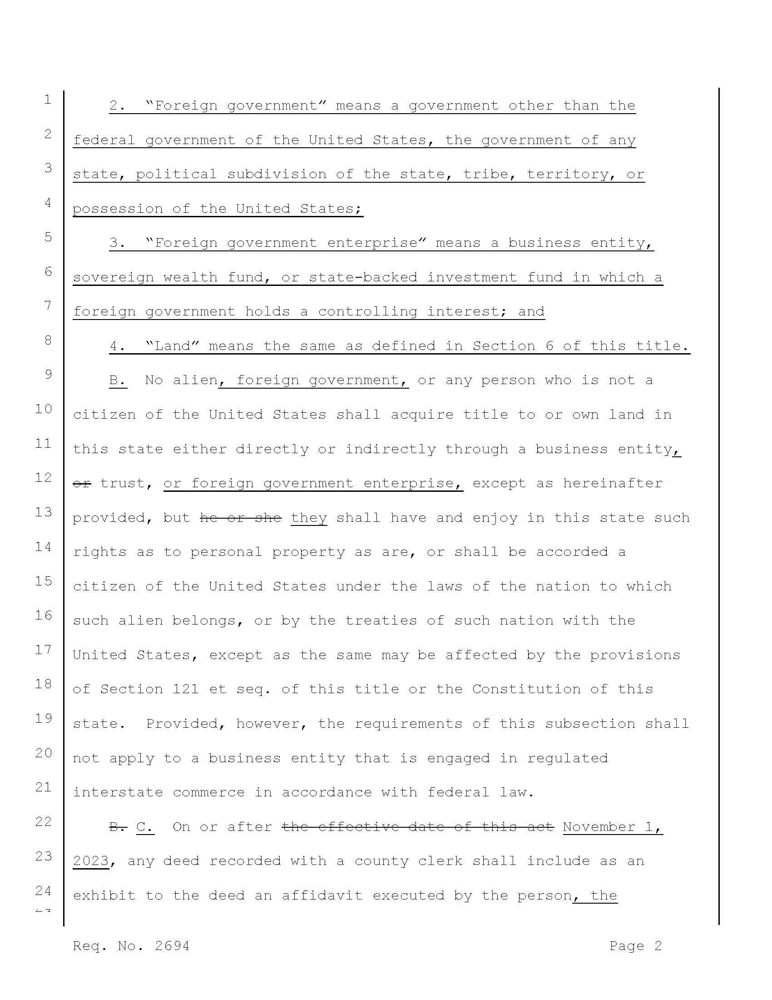 1 2.  “Foreign government” means a government other than the
2 federal government of the United States, the government of any
3 state, political subdivision of the state, tribe, territory, or
4 possession of the United States;
5 3.  “Foreign government enterprise” means a business entity,
6 sovereign wealth fund, or state-backed investment fund in which a
7 foreign government holds a controlling interest; and
8 4.  “Land” means the same as defined in Section 6 of this title.
9 B.  No alien, foreign government, or any person who is not a
10 citizen of the United States shall acquire title to or own land in
11 this state either directly or indirectly through a business entity,
12 or trust, or foreign government enterprise, except as hereinafter
13 provided, but he or she they shall have and enjoy in this state such
14 rights as to personal property as are, or shall be accorded a
15 citizen of the United States under the laws of the nation to which
16 such alien belongs, or by the treaties of such nation with the
17 United States, except as the same may be affected by the provisions
18 of Section 121 et seq. of this title or the Constitution of this
19 state.  Provided, however, the requirements of this subsection shall
20 not apply to a business entity that is engaged in regulated
21 interstate commerce in accordance with federal law.
22 B. C.  On or after the effective date of this act November 1,
23 2023, any deed recorded with a county clerk shall include as an
24 exhibit to the deed an affidavit executed by the person, the
Req. No. 2694 Page 2